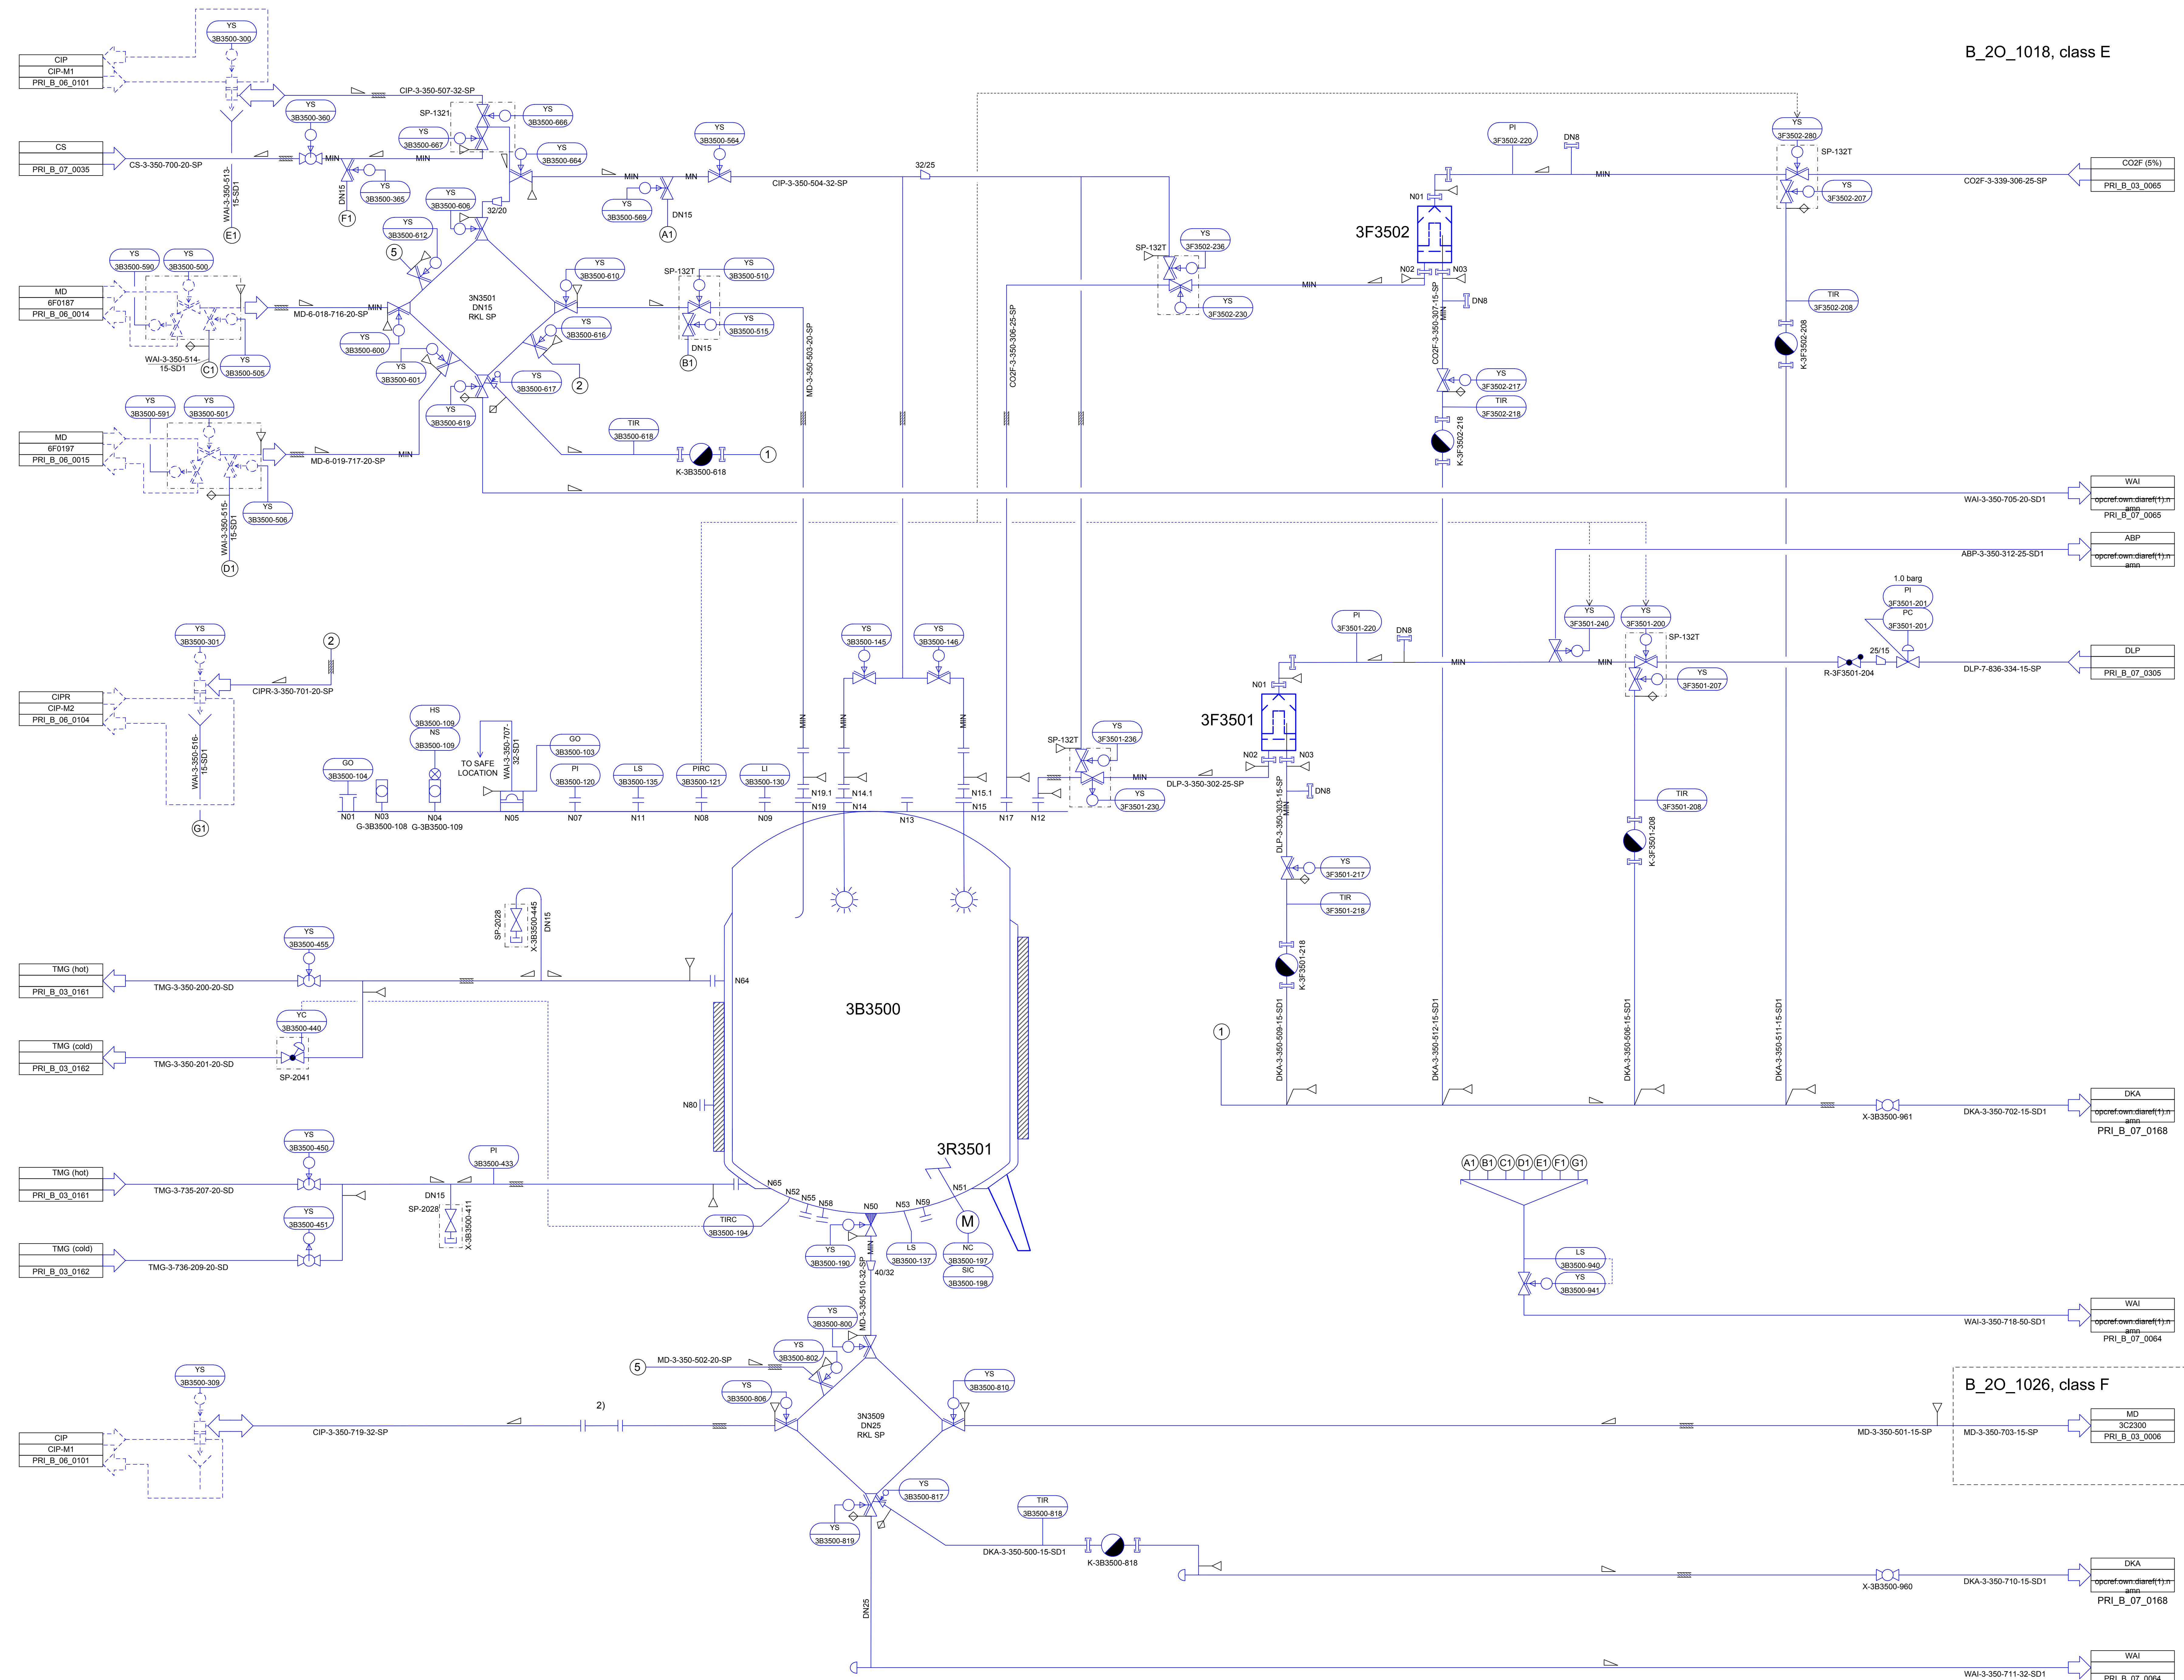 B_2O_1018, class E
YS
3B3500-300
CIP
CIP-M1
PRI_B_06_0101
CIP-3-350-507-32-SP
YS
3B3500-360
SP-1321
YS
3B3500-666
YS
3B3500-667
YS
3B3500-664
YS
3B3500-564
CS
PRI_B_07_0035
CS-3-350-700-20-SP
MIN
MIN
DN15
YS
3B3500-365
F1
WAI-3-350-513-
15-SD1
E1
YS
3B3500-606
32/20
MIN
MN
YS
3B3500-569
DN15
A1
CIP-3-350-504-32-SP
32/25
PI
3F3502-220
DN8
MIN
YS
3F3502-280
SP-132T
YS
3F3502-207
CO2F (5%)
PRI_B_03_0065
CO2F-3-339-306-25-SP
N01
3F3502
N02
N03
DN8
SP-132T
YS
3F3502-236
YS
3F3502-230
MIN
YS
3B3500-612
5
YS
3B3500-590
YS
3B3500-500
MD
6F0187
PRI_B_06_0014
MIN
MD-6-018-716-20-SP
WAI-3-350-514-
15-SD1
C1
YS
3B3500-505
3N3501
DN15
RKL SP
YS
3B3500-610
SP-132T
YS
3B3500-510
YS
3B3500-515
DN15
B1
YS
3B3500-600
YS
3B3500-616
YS
3B3500-601
YS
3B3500-617
2
YS
3B3500-619
MD-3-350-503-20-SP
CO2F-3-350-306-25-SP
CO2F-3-350-307-15-SP
MIN
YS
3F3502-217
TIR
3F3502-218
K-3F3502-218
TIR
3F3502-208
K-3F3502-208
YS
3B3500-591
YS
3B3500-501
MD
6F0197
PRI_B_06_0015
MD-6-019-717-20-SP
MIN
YS
3B3500-506
WAI-3-350-515-
15-SD1
D1
TIR
3B3500-618
K-3B3500-618
1
WAI-3-350-705-20-SD1
WAI
opcref.own.diaref(1).n
amn
PRI_B_07_0065
ABP-3-350-312-25-SD1
ABP
opcref.own.diaref(1).n
amn
1.0 barg
PI
3F3501-201
PC
3F3501-201
YS
3B3500-301
2
CIPR-3-350-701-20-SP
CIPR
CIP-M2
PRI_B_06_0104
WAI-3-350-516-
15-SD1
G1
YS
3B3500-145
YS
3B3500-146
PI
3F3501-220
DN8
MIN
YS
3F3501-240
YS
3F3501-200
SP-132T
MIN
YS
3F3501-207
25/15
R-3F3501-204
DLP-7-836-334-15-SP
DLP
PRI_B_07_0305
N01
3F3501
N02
N03
DN8
HS
3B3500-109
NS
3B3500-109
TO SAFE
LOCATION
WAI-3-350-707-
32-SD1
GO
3B3500-103
GO
3B3500-104
PI
3B3500-120
LS
3B3500-135
PIRC
3B3500-121
LI
3B3500-130
MIN
MIN
MIN
N19.1
N14.1
N15.1
SP-132T
YS
3F3501-236
YS
3F3501-230
MIN
DLP-3-350-302-25-SP
DLP-3-350-303-15-SP
MIN
N01
N03
G-3B3500-108
N04
G-3B3500-109
N05
N07
N11
N08
N09
N19
N14
N13
N15
N17
N12
TIR
3F3501-208
K-3F3501-208
YS
3F3501-217
TIR
3F3501-218
K-3F3501-218
SP-2028
X-3B3500-445
DN15
YS
3B3500-455
TMG (hot)
PRI_B_03_0161
TMG-3-350-200-20-SD
N64
YC
3B3500-440
TMG (cold)
PRI_B_03_0162
TMG-3-350-201-20-SD
SP-2041
3B3500
N80
1
DKA-3-350-509-15-SD1
DKA-3-350-512-15-SD1
DKA-3-350-506-15-SD1
DKA-3-350-511-15-SD1
X-3B3500-961
DKA-3-350-702-15-SD1
DKA
opcref.own.diaref(1).n
amn
PRI_B_07_0168
YS
3B3500-450
PI
3B3500-433
3R3501
TMG (hot)
PRI_B_03_0161
TMG-3-735-207-20-SD
DN15
SP-2028
X-3B3500-411
YS
3B3500-451
TMG (cold)
PRI_B_03_0162
TMG-3-736-209-20-SD
N65
N52
N55
N58
N50
N53
N59
N51
TIRC
3B3500-194
YS
3B3500-190
MIN
LS
3B3500-137
M
NC
3B3500-197
SIC
3B3500-198
40/32
MD-3-350-510-32-SP
A1
B1
C1
D1
E1
F1
G1
LS
3B3500-940
YS
3B3500-941
WAI-3-350-718-50-SD1
WAI
opcref.own.diaref(1).n
amn
PRI_B_07_0064
YS
3B3500-800
YS
3B3500-802
5
MD-3-350-502-20-SP
YS
3B3500-806
YS
3B3500-810
YS
3B3500-309
2)
CIP
CIP-M1
PRI_B_06_0101
CIP-3-350-719-32-SP
3N3509
DN25
RKL SP
B_2O_1026, class F
MD-3-350-501-15-SP
MD-3-350-703-15-SP
MD
3C2300
PRI_B_03_0006
YS
3B3500-817
YS
3B3500-819
TIR
3B3500-818
DKA-3-350-500-15-SD1
K-3B3500-818
X-3B3500-960
DKA-3-350-710-15-SD1
DKA
opcref.own.diaref(1).n
amn
PRI_B_07_0168
DN25
WAI-3-350-711-32-SD1
WAI
PRI_B_07_0064